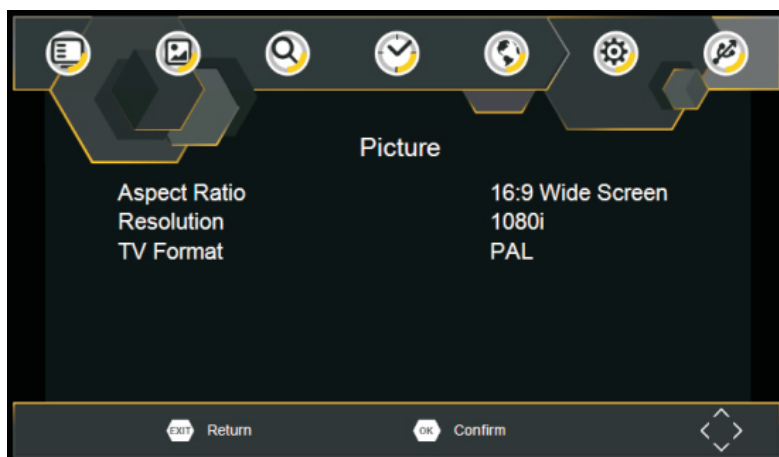 Picture
Aspect Ratio 16:9 Wide Screen
Resolution 1080i
TV Format PAL
EXIT Return OK Confirm